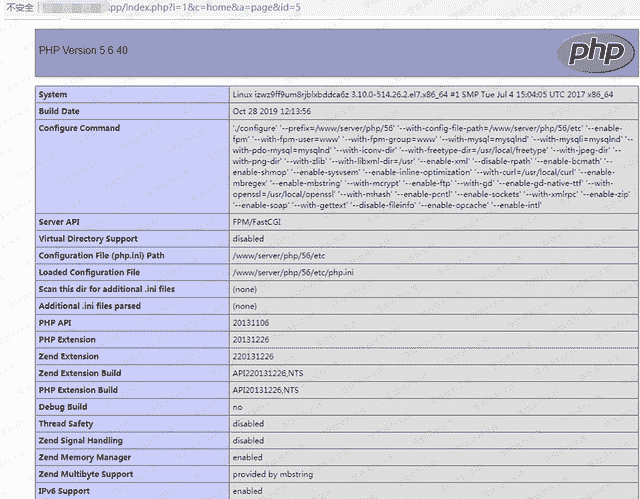 不安全
.pp/index.php?i=1&c=home&a=page&id=5
PHP Version 5.6.40
php
System Linux izwz9ff9um8rjblxbddca6z 3.10.0-514.26.2.el7.x86_64 #1 SMP Tue Jul 4 15:04:05 UTC 2017 x86_64
Build Date Oct 28 2019 12:13:56
Configure Command './configure' '--prefix=/www/server/php/56' '--with-config-file-path=/www/server/php/56/etc' '--enable-
fpm' '--with-fpm-user=www' '--with-fpm-group=www' '--with-mysql=mysqlnd' '--with-mysqli=mysqlnd' '--
with-pdo-mysql=mysqlnd' '--with-iconv-dir' '--with-freetype-dir=/usr/local/freetype' '--with-jpeg-dir'
'--with-png-dir' '--with-zlib' '--with-libxml-dir=/usr' '--enable-xml' '--disable-rpath' '--enable-bcmath' '--
enable-shmop' '--enable-sysvsem' '--enable-inline-optimization' '--with-curl=/usr/local/curl' '--enable-
mbregex' '--enable-mbstring' '--with-mcrypt' '--enable-ftp' '--with-gd' '--enable-gd-native-ttf' '--with-
openssl=/usr/local/openssl' '--with-mhash' '--enable-pcntl' '--enable-sockets' '--with-xmlrpc' '--enable-zip'
'--enable-soap' '--with-gettext' '--disable-fileinfo' '--enable-opcache' '--enable-intl'
Server API FPM/FastCGI
Virtual Directory Support disabled
Configuration File (php.ini) Path /www/server/php/56/etc
Loaded Configuration File /www/server/php/56/etc/php.ini
Scan this dir for additional .ini files (none)
Additional .ini files parsed (none)
PHP API 20131106
PHP Extension 20131226
Zend Extension 220131226
Zend Extension Build API220131226,NTS
PHP Extension Build API20131226,NTS
Debug Build no
Thread Safety disabled
Zend Signal Handling disabled
Zend Memory Manager enabled
Zend Multibyte Support provided by mbstring
IPv6 Support enabled